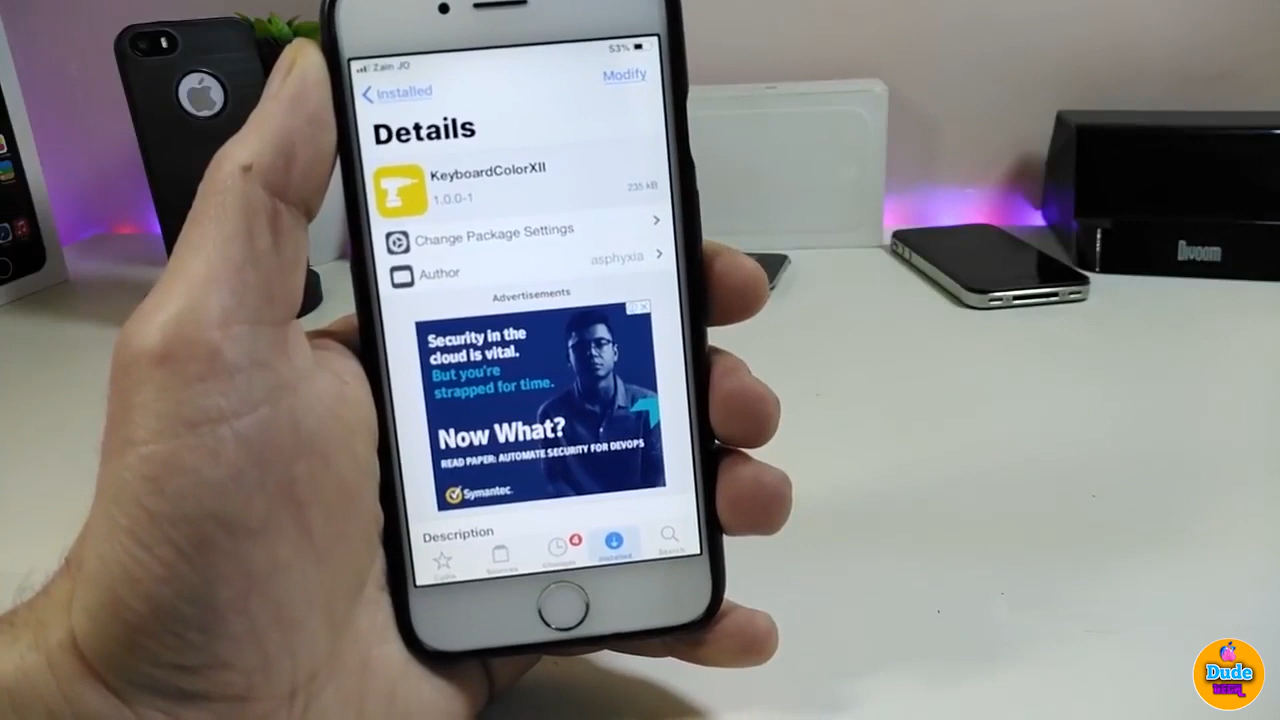 Zain JO
53%
Installed
Modify
Details
KeyboardColorXII
1.0.0-1
235 kB
Change Package Settings
Author
asphyxia
Advertisements
Security in the
cloud is vital.
But you're
strapped for time.
Now What?
READ PAPER: AUTOMATE SECURITY FOR DEVOPS
Symantec.
Description
4
Cydia
Sources
Changes
Installed
Search
Divoom
Dude
TECH